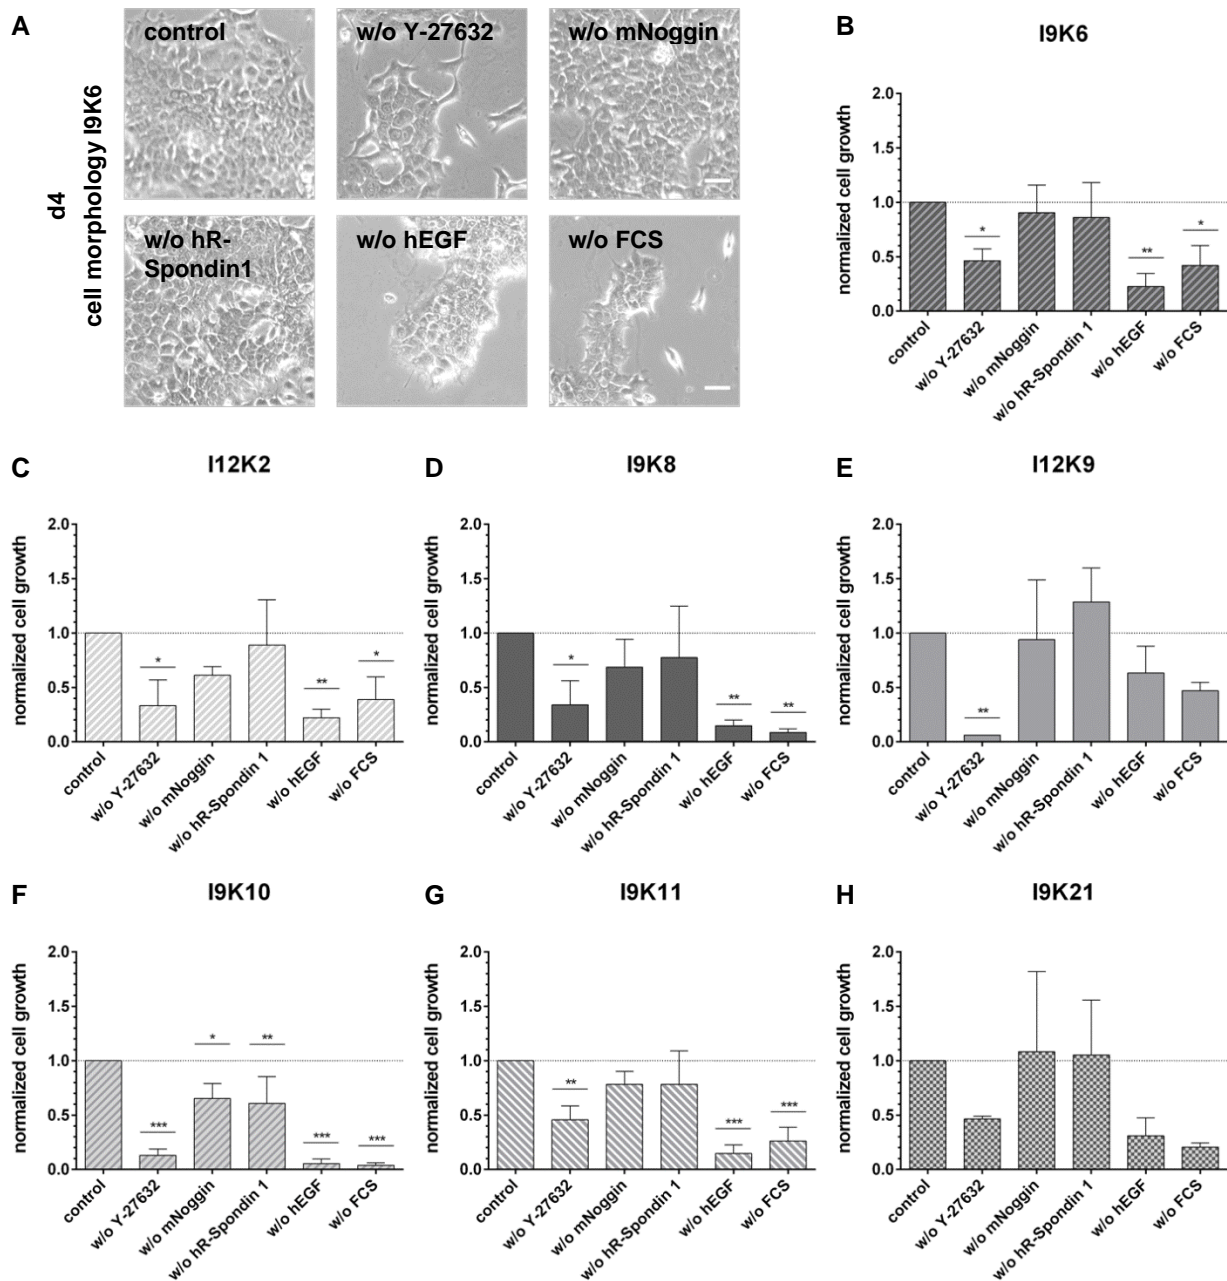 A
d4
cell morphology I9K6
control
w/o Y-27632
w/o mNoggin
w/o hR-
Spondin1
w/o hEGF
w/o FCS
B
I9K6
normalized cell growth
2.0
1.5
1.0
0.5
0.0
*
**
*
control
w/o Y-27632
w/o mNoggin
w/o hR-Spondin 1
w/o hEGF
w/o FCS
C
I12K2
normalized cell growth
2.0
1.5
1.0
0.5
0.0
*
**
*
control
w/o Y-27632
w/o mNoggin
w/o hR-Spondin 1
w/o hEGF
w/o FCS
D
I9K8
normalized cell growth
2.0
1.5
1.0
0.5
0.0
*
**
**
control
w/o Y-27632
w/o mNoggin
w/o hR-Spondin 1
w/o hEGF
w/o FCS
E
I12K9
normalized cell growth
2.0
1.5
1.0
0.5
0.0
**
control
w/o Y-27632
w/o mNoggin
w/o hR-Spondin 1
w/o hEGF
w/o FCS
F
I9K10
normalized cell growth
2.0
1.5
1.0
0.5
0.0
***
*
**
***
***
control
w/o Y-27632
w/o mNoggin
w/o hR-Spondin 1
w/o hEGF
w/o FCS
G
I9K11
normalized cell growth
2.0
1.5
1.0
0.5
0.0
**
***
***
control
w/o Y-27632
w/o mNoggin
w/o hR-Spondin 1
w/o hEGF
w/o FCS
H
I9K21
normalized cell growth
2.0
1.5
1.0
0.5
0.0
control
w/o Y-27632
w/o mNoggin
w/o hR-Spondin 1
w/o hEGF
w/o FCS